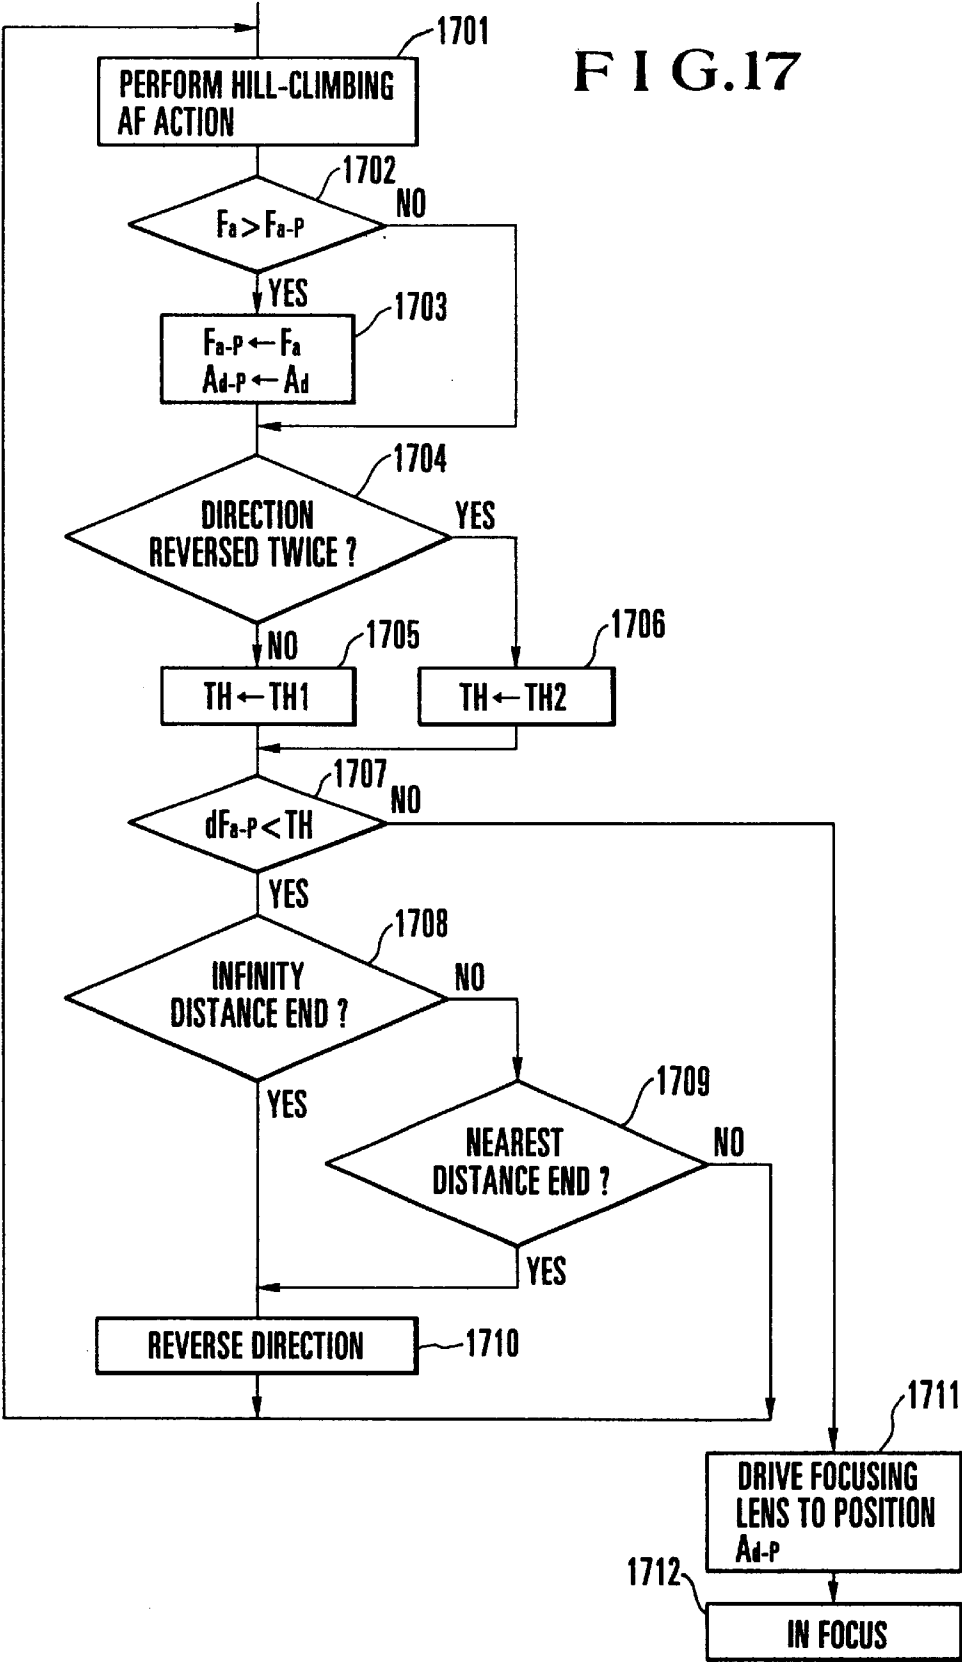 FIG.17
1701
PERFORM HILL-CLIMBING
AF ACTION
1702
Fa > Fa-P
NO
YES
1703
Fa-P ← Fa
Ad-P ← Ad
1704
DIRECTION
REVERSED TWICE ?
YES
NO
1705
TH ← TH1
1706
TH ← TH2
1707
dFa-P < TH
NO
YES
1708
INFINITY
DISTANCE END ?
NO
YES
1709
NEAREST
DISTANCE END ?
NO
YES
REVERSE DIRECTION
1710
1711
DRIVE FOCUSING
LENS TO POSITION
Ad-P
1712
IN FOCUS